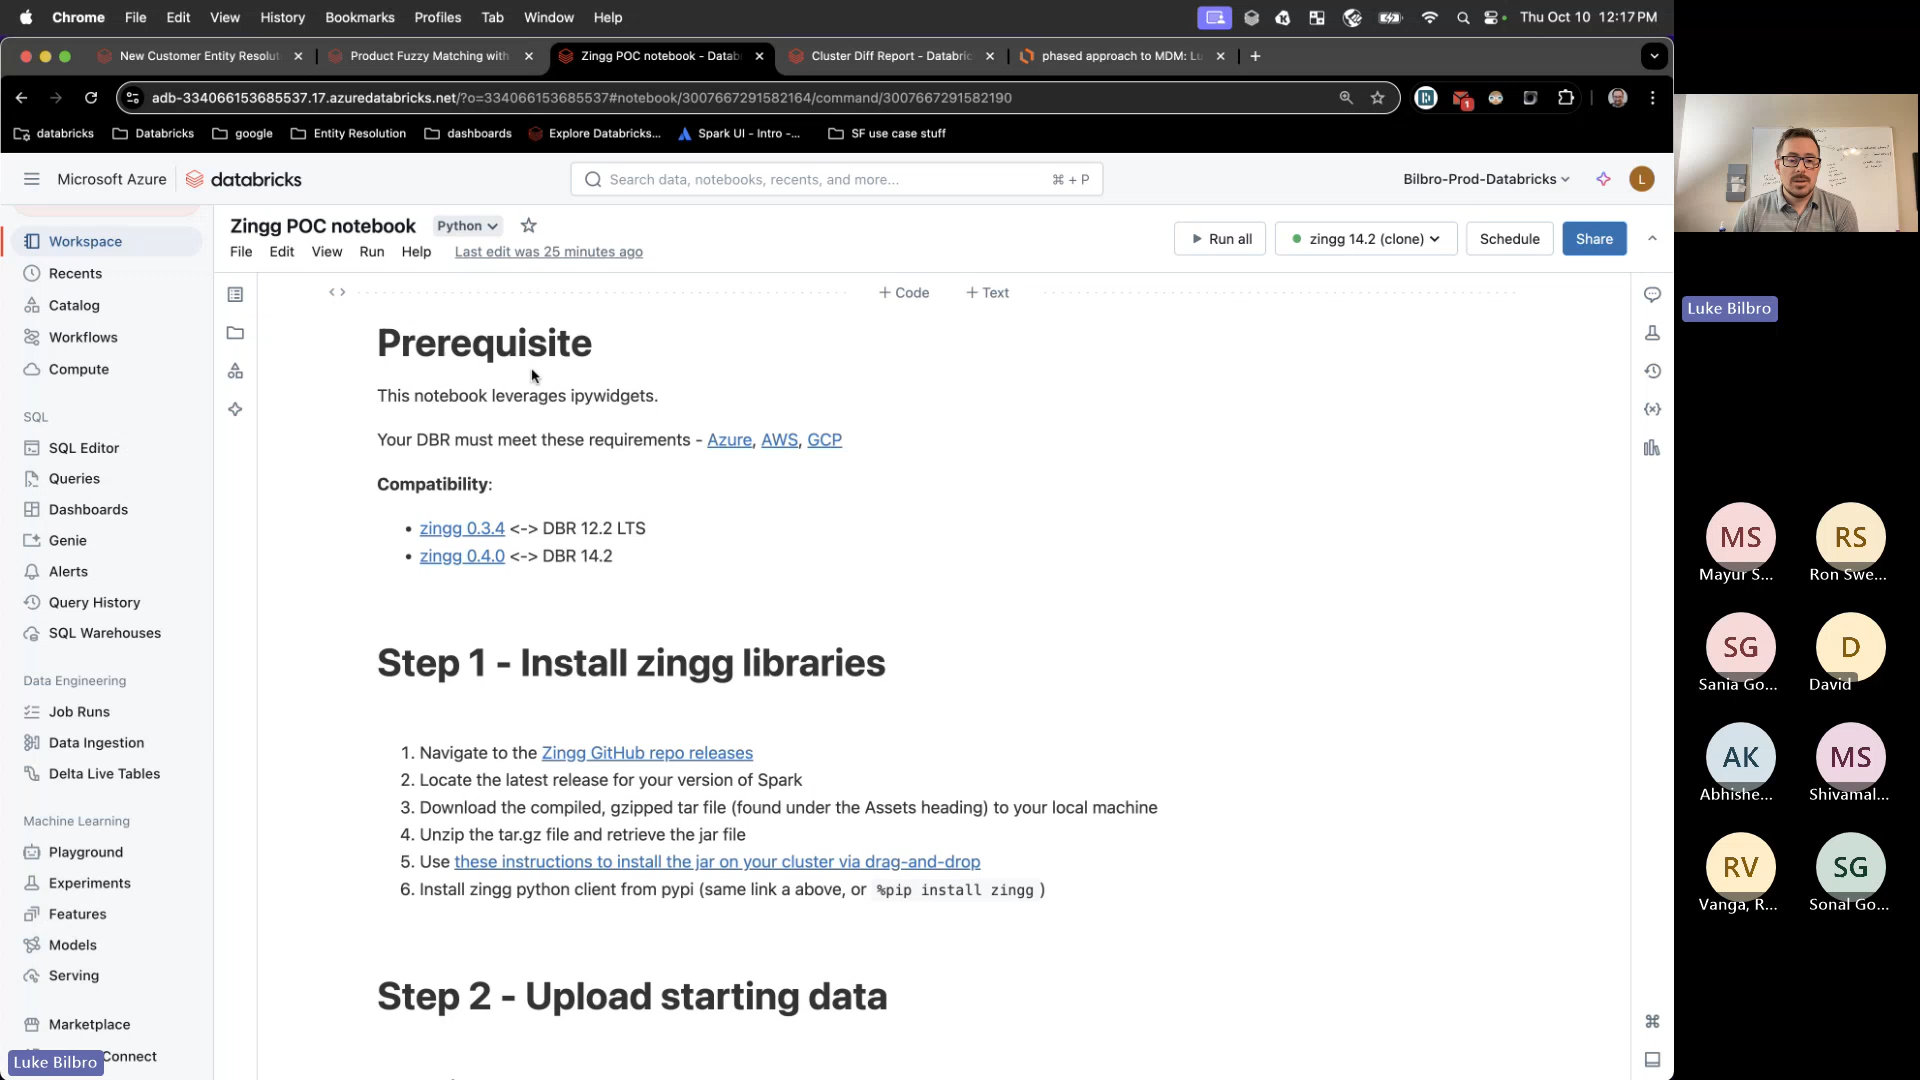 Chrome File Edit View History Bookmarks Profiles Tab Window Help Thu Oct 10 12:17 PM
New Customer Entity Resolut Product Fuzzy Matching with Zingg POC notebook - Datab Cluster Diff Report - Databric phased approach to MDM: Lu
adb-334066153685537.17.azuredatabricks.net/?o=334066153685537#notebook/3007667291582164/command/3007667291582190
1
databricks Databricks google Entity Resolution dashboards Explore Databricks... Spark UI - Intro -... SF use case stuff
Microsoft Azure databricks Search data, notebooks, recents, and more... ⌘ + P Bilbro-Prod-Databricks L
Zingg POC notebook Python
File Edit View Run Help Last edit was 25 minutes ago
Run all zingg 14.2 (clone) Schedule Share
Workspace
Recents
Catalog
Workflows
Compute
SQL
SQL Editor
Queries
Dashboards
Genie
Alerts
Query History
SQL Warehouses
Data Engineering
Job Runs
Data Ingestion
Delta Live Tables
Machine Learning
Playground
Experiments
Features
Models
Serving
Marketplace
Connect
Luke Bilbro
+ Code + Text
Prerequisite
This notebook leverages ipywidgets.
Your DBR must meet these requirements - Azure, AWS, GCP
Compatibility:
• zingg 0.3.4 <-> DBR 12.2 LTS
• zingg 0.4.0 <-> DBR 14.2
Step 1 - Install zingg libraries
1. Navigate to the Zingg GitHub repo releases
2. Locate the latest release for your version of Spark
3. Download the compiled, gzipped tar file (found under the Assets heading) to your local machine
4. Unzip the tar.gz file and retrieve the jar file
5. Use these instructions to install the jar on your cluster via drag-and-drop
6. Install zingg python client from pypi (same link a above, or %pip install zingg )
Step 2 - Upload starting data
Luke Bilbro
MS RS
Mayur S... Ron Swe...
SG D
Sania Go... David
AK MS
Abhishe... Shivamal...
RV SG
Vanga, R... Sonal Go...